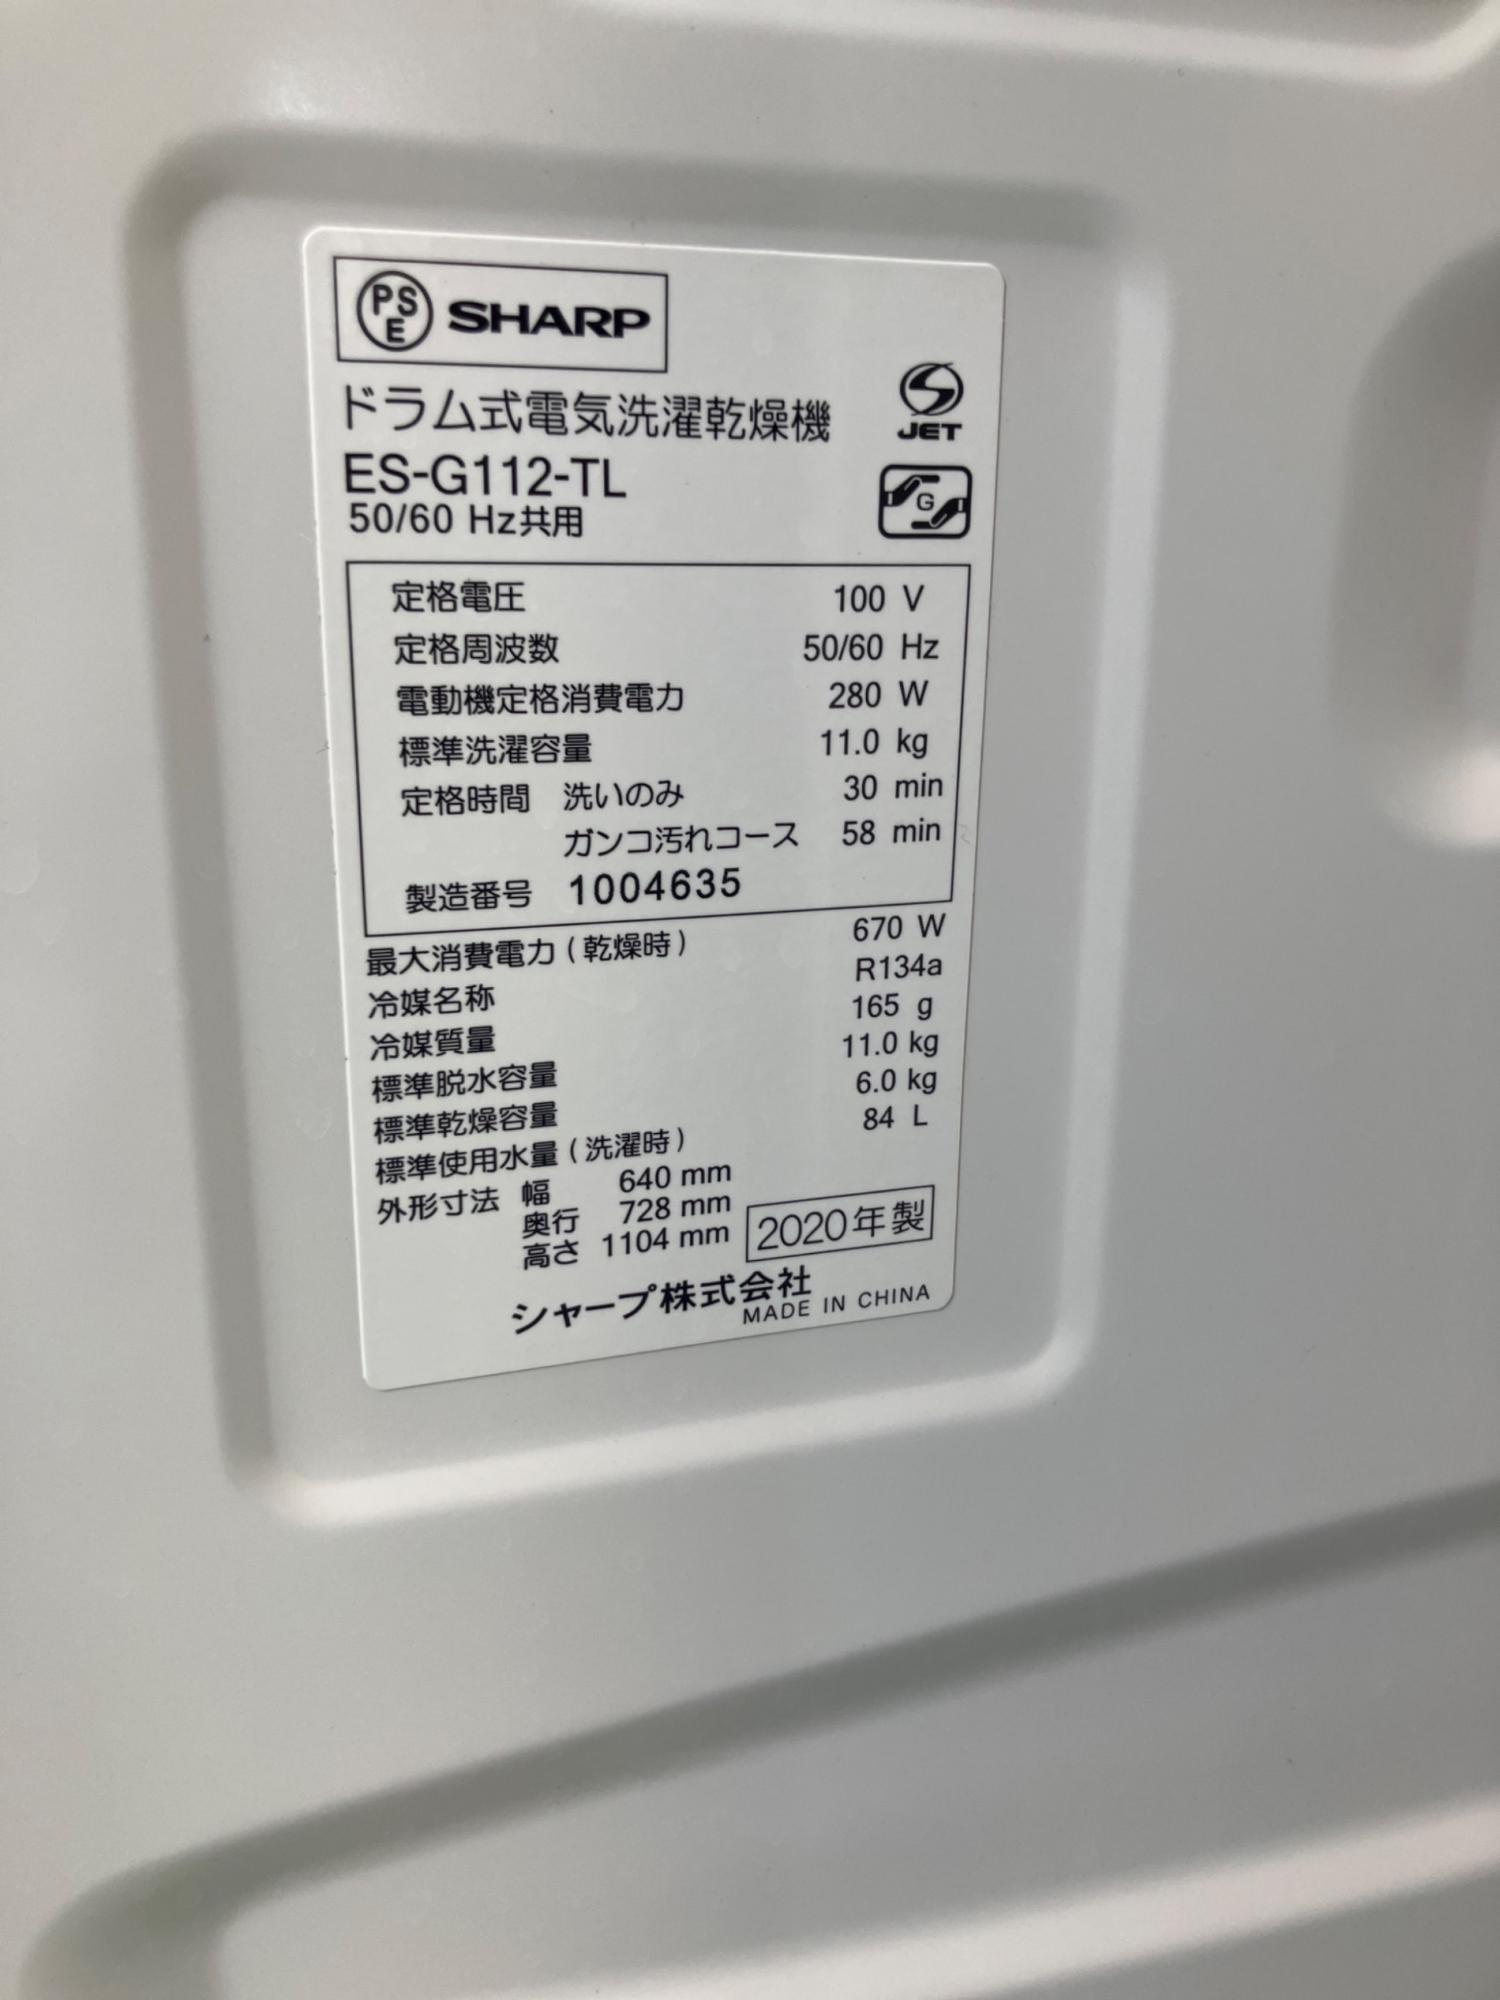 PSE SHARP
JET
ドラム式電気洗濯乾燥機
ES-G112-TL
G
50/60 Hz共用
定格電圧 100 V
定格周波数 50/60 Hz
電動機定格消費電力 280 W
標準洗濯容量 11.0 kg
定格時間 洗いのみ 30 min
ガンコ汚れコース 58 min
製造番号 1004635
最大消費電力(乾燥時) 670 W
冷媒名称 R134a
冷媒質量 165 g
標準脱水容量 11.0 kg
標準乾燥容量 6.0 kg
標準使用水量(洗濯時) 84 L
外形寸法 幅 640 mm
奥行 728 mm
高さ 1104 mm
2020年製
シャープ株式会社
MADE IN CHINA